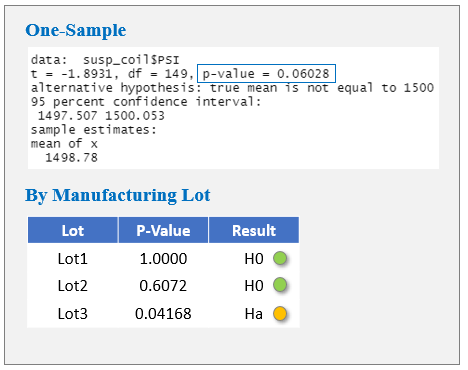 One-Sample
data:  susp_coil$PSI
t = -1.8931, df = 149, p-value = 0.06028
alternative hypothesis: true mean is not equal to 1500
95 percent confidence interval:
1497.507 1500.053
sample estimates:
mean of x
1498.78
By Manufacturing Lot
Lot P-Value Result
Lot1 1.0000 H0
Lot2 0.6072 H0
Lot3 0.04168 Ha